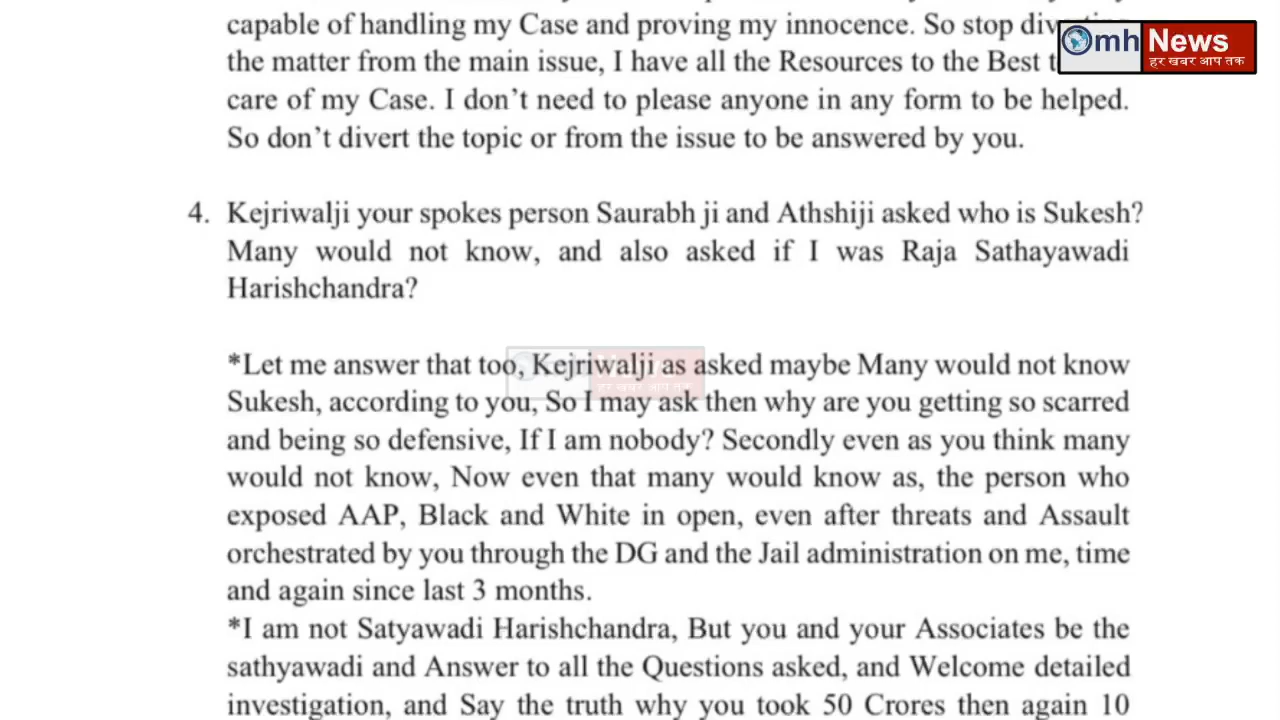 capable of handling my Case and proving my innocence. So stop
the matter from the main issue, I have all the Resources to the Best
care of my Case. I don't need to please anyone in any form to be helped.
So don't divert the topic or from the issue to be answered by you.
4. Kejriwalji your spokes person Saurabh ji and Athshiji asked who is Sukesh?
Many would not know, and also asked if I was Raja Sathayawadi
Harishchandra?
*Let me answer that too, Kejriwalji as asked maybe Many would not know
Sukesh, according to you, So I may ask then why are you getting so scarred
and being so defensive, If I am nobody? Secondly even as you think many
would not know, Now even that many would know as, the person who
exposed AAP, Black and White in open, even after threats and Assault
orchestrated by you through the DG and the Jail administration on me, time
and again since last 3 months.
*I am not Satyawadi Harishchandra, But you and your Associates be the
sathyawadi and Answer to all the Questions asked, and Welcome detailed
investigation, and Say the truth why you took 50 Crores then again 10
Omh News
हर खबर आप तक
हर खबर आप तक